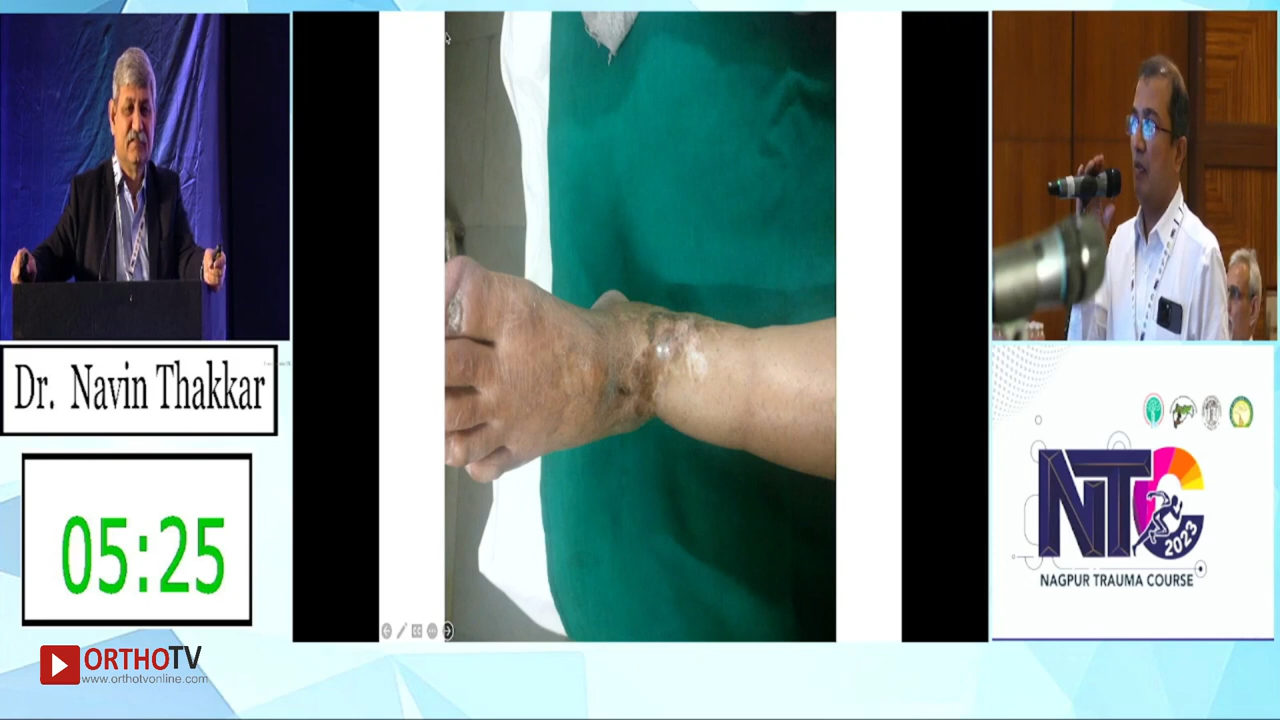 Dr. Navin Thakkar
05:25
ORTHOTV
www.orthotvonline.com
NTC
2023
NAGPUR TRAUMA COURSE